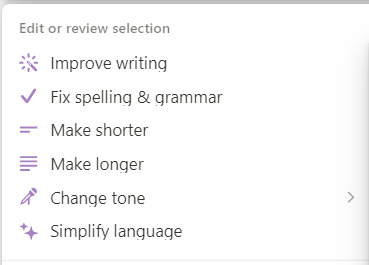 Edit or review selection
Improve writing
Fix spelling & grammar
Make shorter
Make longer
Change tone
Simplify language